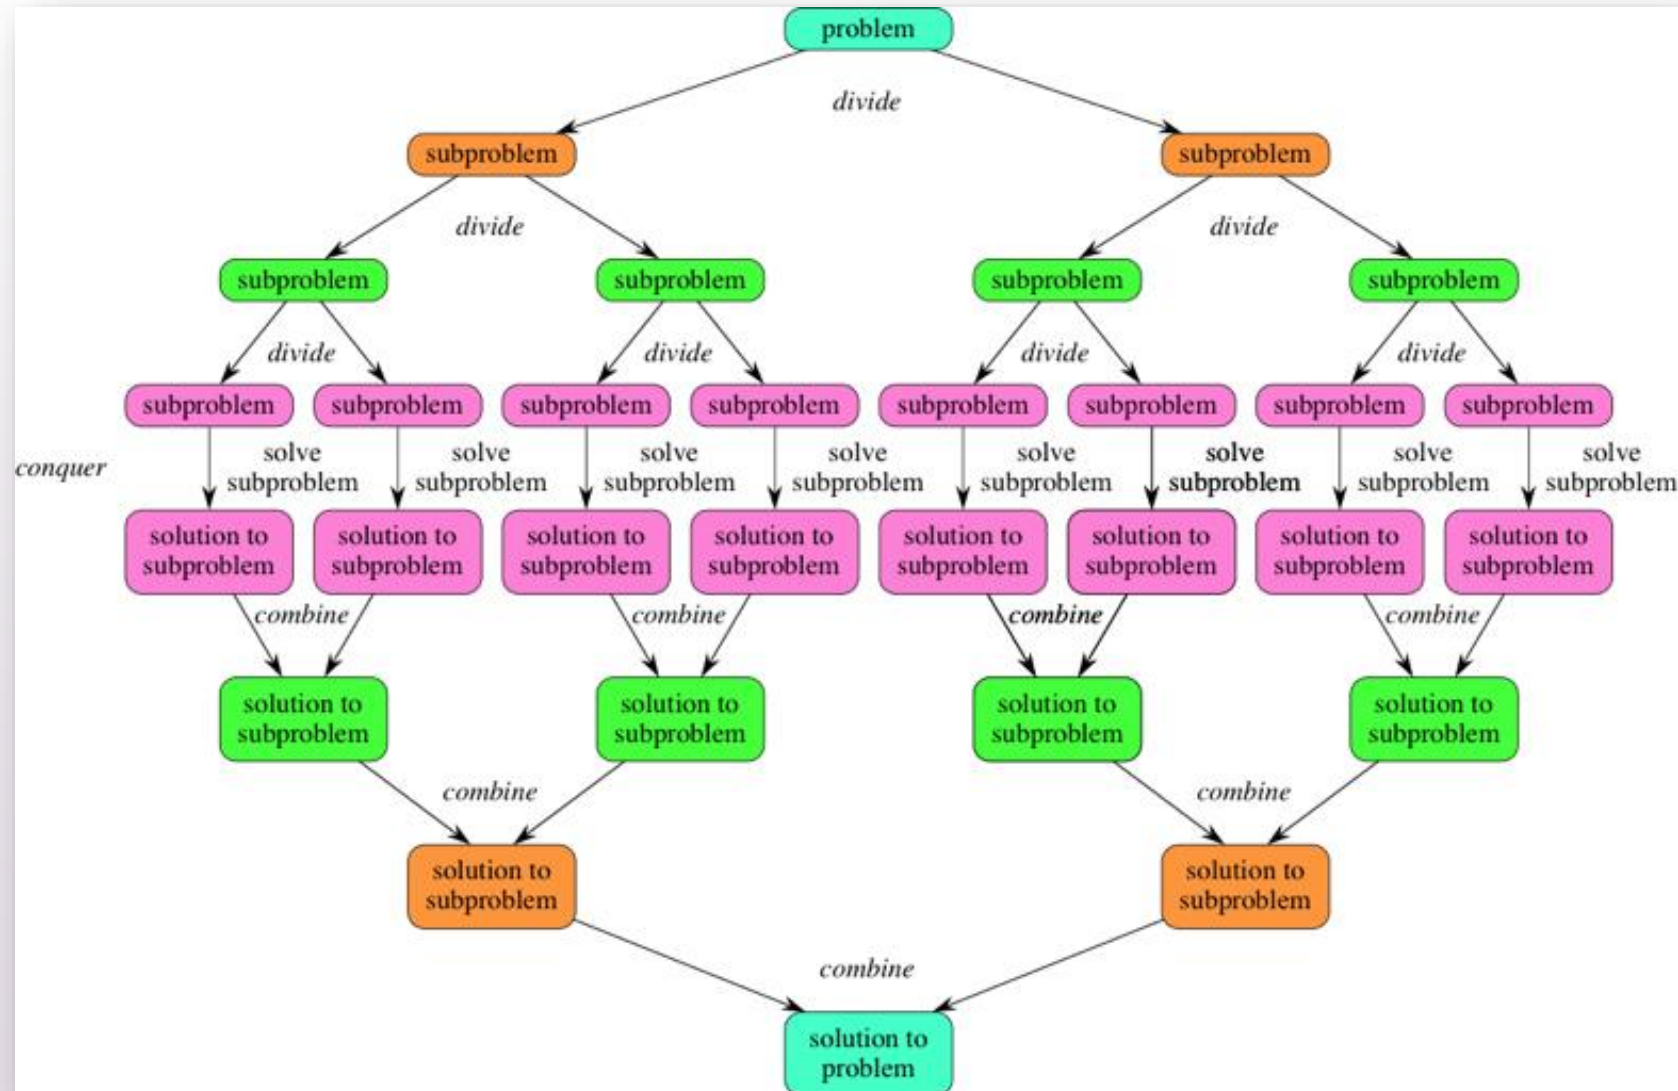 problem
divide
subproblem subproblem
divide divide
subproblem subproblem subproblem subproblem
divide divide divide divide
subproblem subproblem subproblem subproblem subproblem subproblem subproblem subproblem
conquer
solve solve solve solve solve solve solve solve
subproblem subproblem subproblem subproblem subproblem subproblem subproblem subproblem
solution to solution to solution to solution to solution to solution to solution to solution to
subproblem subproblem subproblem subproblem subproblem subproblem subproblem subproblem
combine combine combine combine
solution to solution to solution to solution to
subproblem subproblem subproblem subproblem
combine combine
solution to solution to
subproblem subproblem
combine
solution to
problem